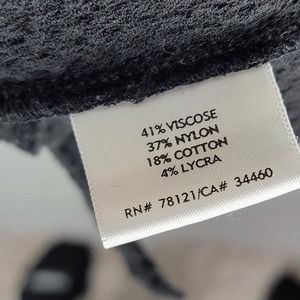 41% VISCOSE
37% NYLON
18% COTTON
4% LYCRA
RN# 78121/CA# 34460